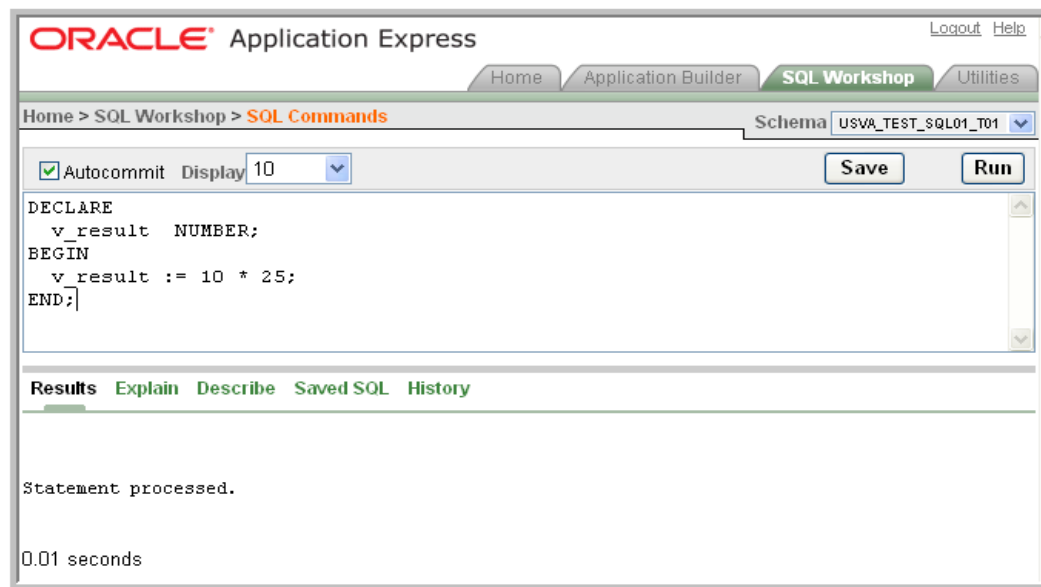 ORACLE Application Express
Logout Help
Home Application Builder SQL Workshop Utilities
Home > SQL Workshop > SQL Commands
Schema USVA_TEST_SQL01_T01
Autocommit Display 10 Save Run
DECLARE
v_result NUMBER;
BEGIN
v_result := 10 * 25;
END;
Results Explain Describe Saved SQL History
Statement processed.
0.01 seconds